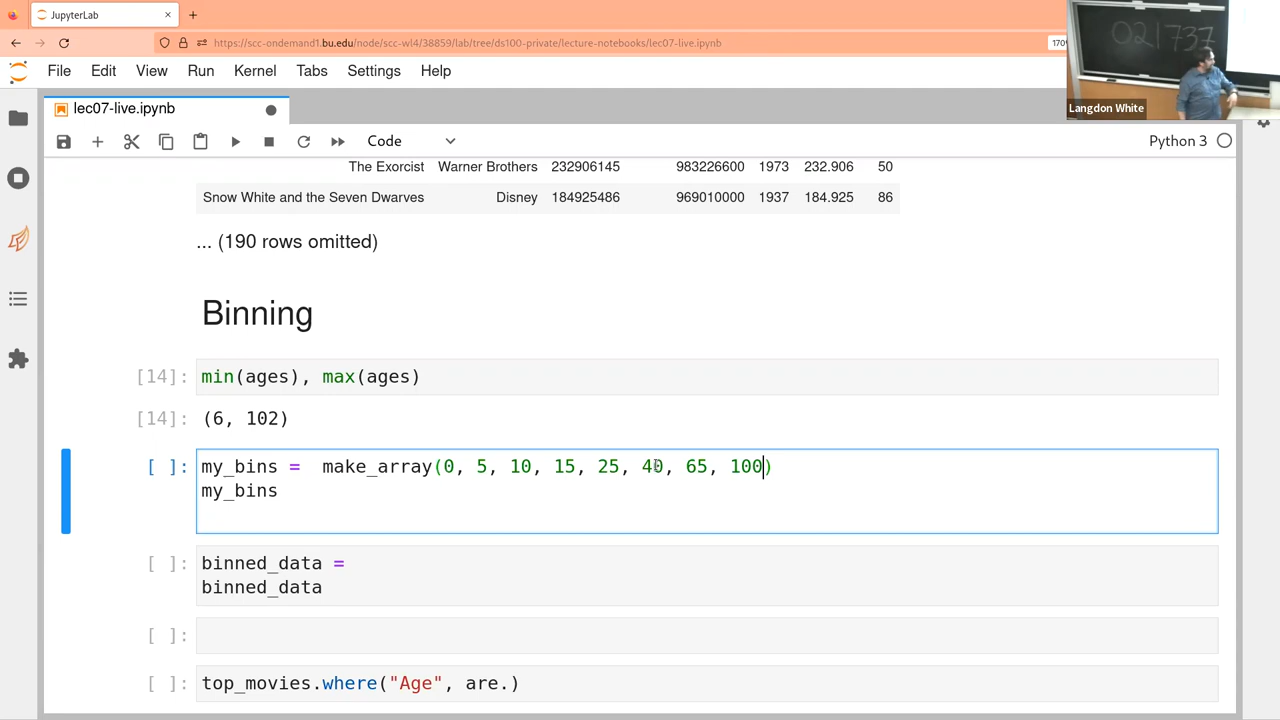 JupyterLab
https://scc-ondemand1.bu.edu/node/scc-wl4/38859/lab/tree/ds100-private/lecture-notebooks/lec07-live.ipynb
170%
021737
Langdon White
File Edit View Run Kernel Tabs Settings Help
lec07-live.ipynb
Code
Python 3
The Exorcist Warner Brothers 232906145 983226600 1973 232.906 50
Snow White and the Seven Dwarves Disney 184925486 969010000 1937 184.925 86
... (190 rows omitted)
Binning
[14]: min(ages), max(ages)
[14]: (6, 102)
[ ]: my_bins = make_array(0, 5, 10, 15, 25, 40, 65, 100)
my_bins
[ ]: binned_data =
binned_data
[ ]:
[ ]: top_movies.where("Age", are.)